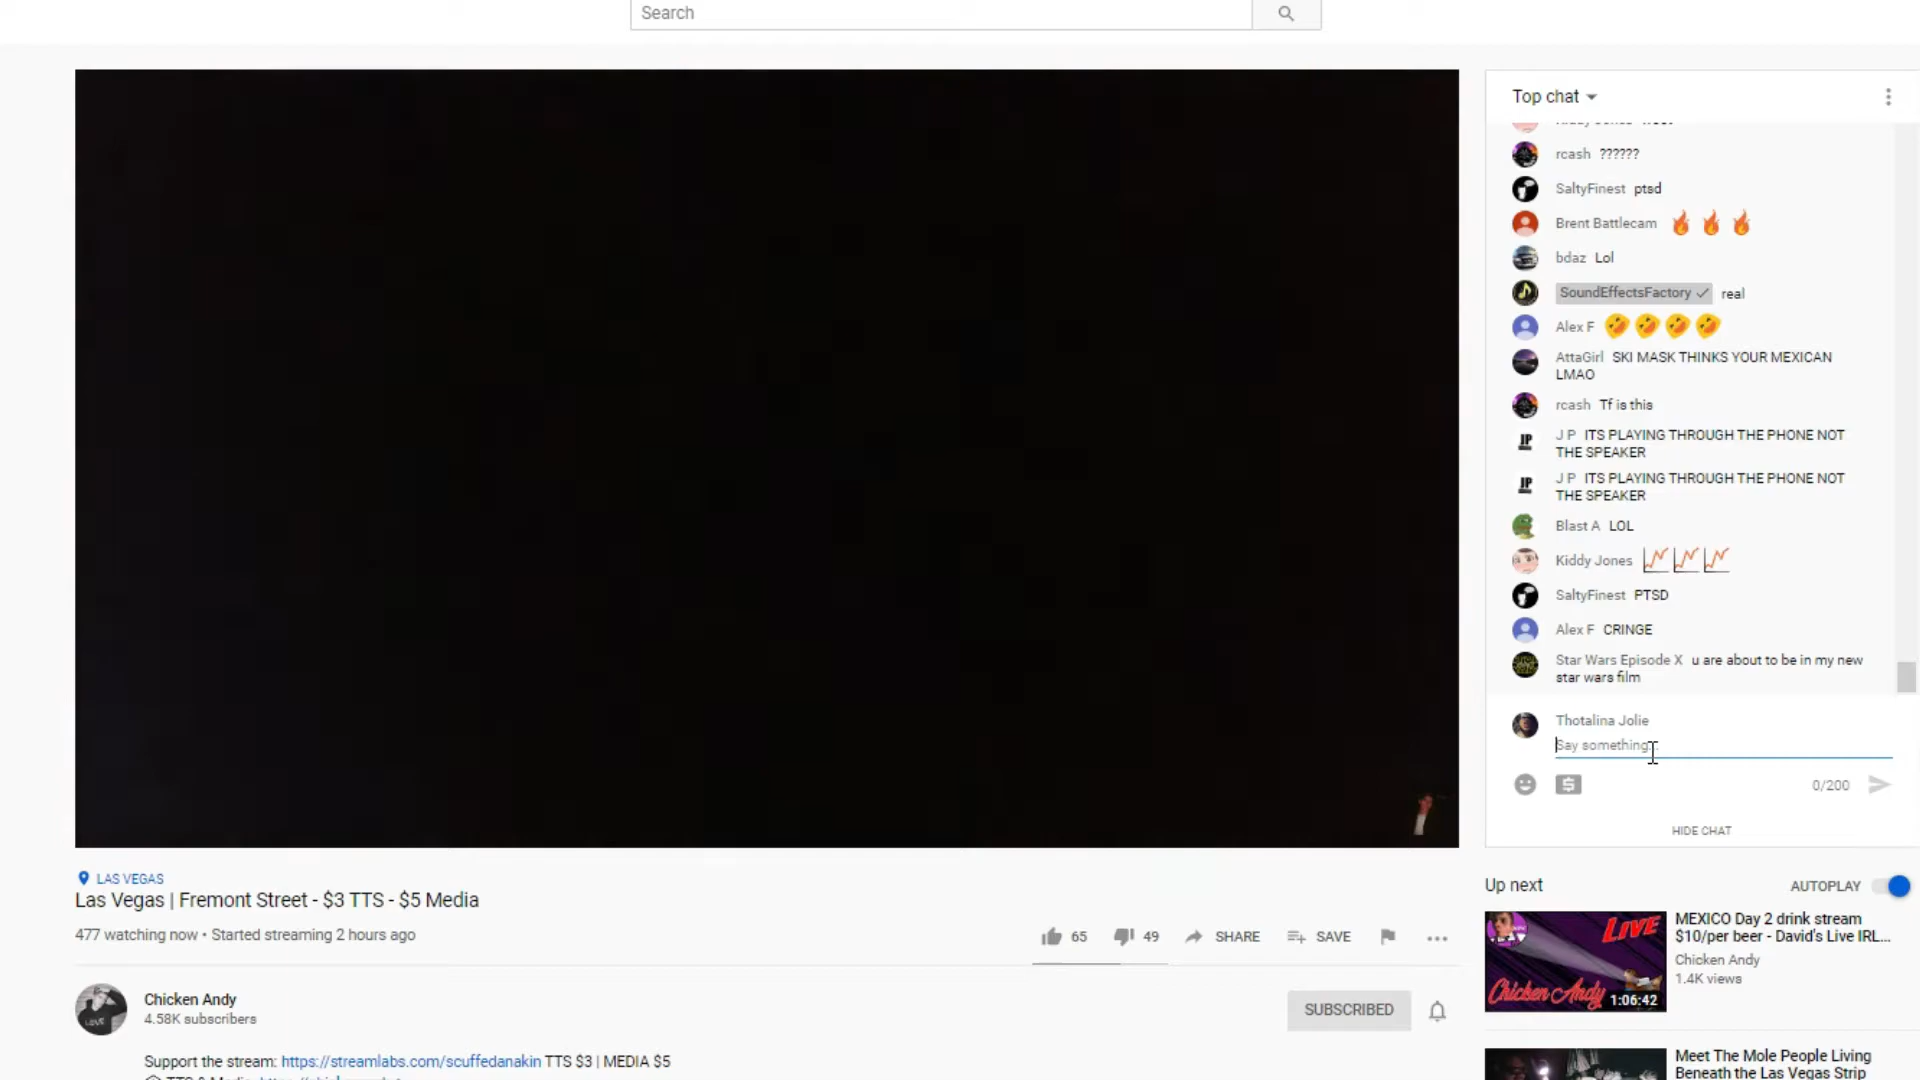 Search
Top chat
rcash ??????
SaltyFinest ptsd
Brent Battlecam
bdaz Lol
SoundEffectsFactory real
Alex F
AttaGirl SKI MASK THINKS YOUR MEXICAN
LMAO
rcash Tf is this
J P ITS PLAYING THROUGH THE PHONE NOT
THE SPEAKER
J P ITS PLAYING THROUGH THE PHONE NOT
THE SPEAKER
Blast A LOL
Kiddy Jones
SaltyFinest PTSD
Alex F CRINGE
Star Wars Episode X u are about to be in my new
star wars film
Thotalina Jolie
Say something...
0/200
HIDE CHAT
LAS VEGAS
Las Vegas | Fremont Street - $3 TTS - $5 Media
477 watching now • Started streaming 2 hours ago
65
49
SHARE
SAVE
Chicken Andy
4.58K subscribers
SUBSCRIBED
Support the stream: https://streamlabs.com/scuffedanakin TTS $3 | MEDIA $5
Up next
AUTOPLAY
LIVE
Chicken Andy
1:06:42
MEXICO Day 2 drink stream
$10/per beer - David's Live IRL...
Chicken Andy
1.4K views
Meet The Mole People Living
Beneath the Las Vegas Strip